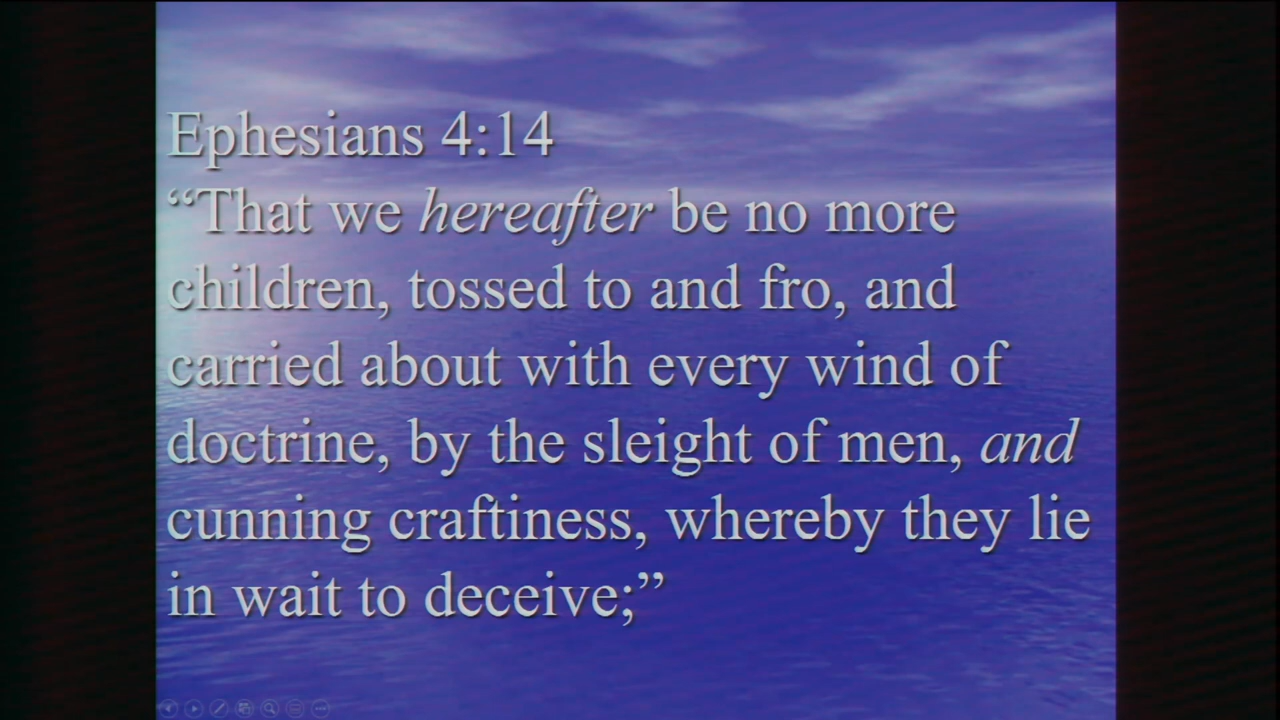 Ephesians 4:14
“That we hereafter be no more
children, tossed to and fro, and
carried about with every wind of
doctrine, by the sleight of men, and
cunning craftiness, whereby they lie
in wait to deceive;”